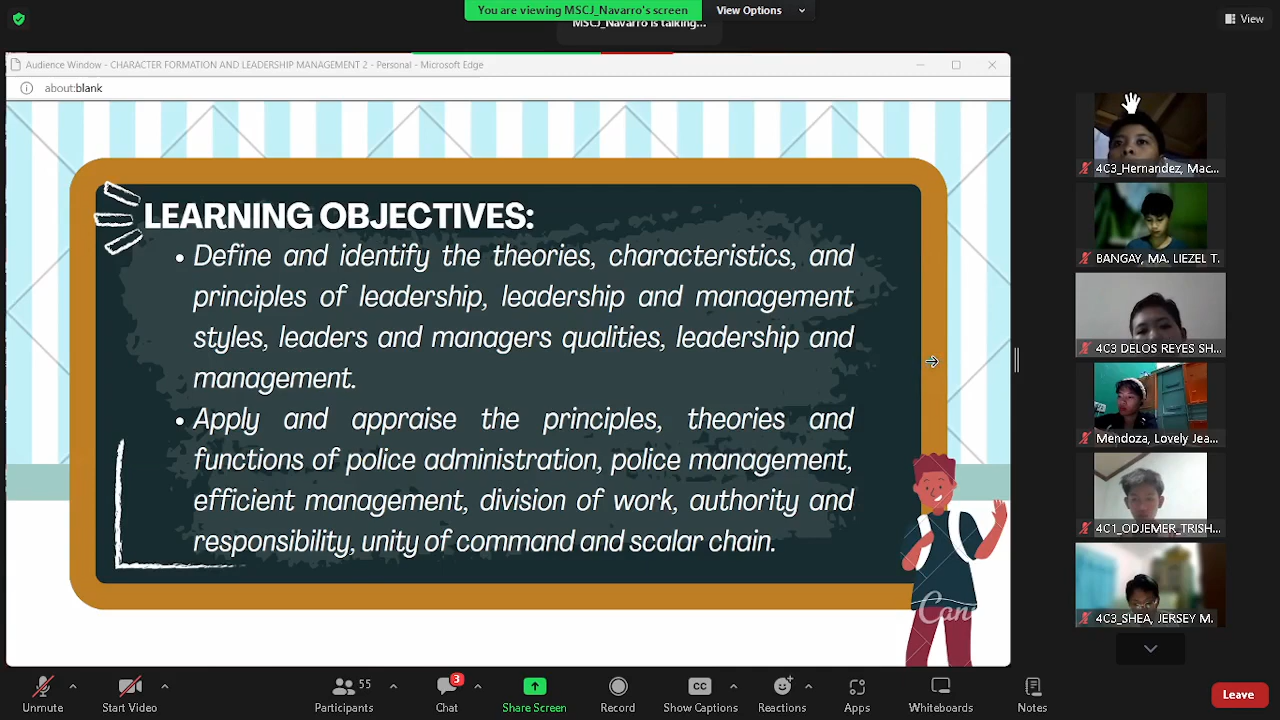 You are viewing MSCJ_Navarro's screen
View Options
MSCJ_Navarro is talking...
View
Audience Window - CHARACTER FORMATION AND LEADERSHIP MANAGEMENT 2 - Personal - Microsoft Edge
about:blank
LEARNING OBJECTIVES:
• Define and identify the theories, characteristics, and
principles of leadership, leadership and management
styles, leaders and managers qualities, leadership and
management.
• Apply and appraise the principles, theories and
functions of police administration, police management,
efficient management, division of work, authority and
responsibility, unity of command and scalar chain.
Can
4C3_Hernandez, Mac...
BANGAY, MA. LIEZEL T.
4C3 DELOS REYES SH...
Mendoza, Lovely Jea...
4C1_ODJEMER_TRISH...
4C3_SHEA, JERSEY M.
Unmute
Start Video
55
Participants
3
Chat
Share Screen
Record
CC
Show Captions
Reactions
Apps
Whiteboards
Notes
Leave